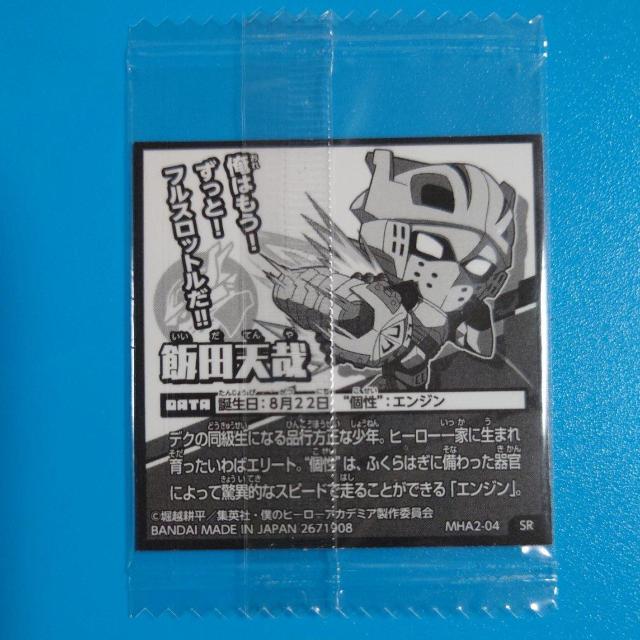 俺はもう!
ずっと!
フルスロットルだ!!
飯田天哉
DATA 誕生日:8月22日 "個性":エンジン
デクの同級生になる品行方正な少年。ヒーロー一家に生まれ
育ったいわばエリート。"個性"は、ふくらはぎに備わった器官
によって驚異的なスピードで走ることができる「エンジン」。
©堀越耕平/集英社・僕のヒーローアカデミア製作委員会
BANDAI MADE IN JAPAN 2671908 MHA2-04 SR